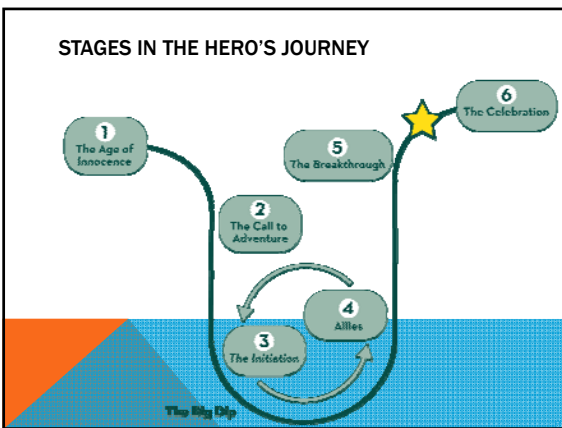 STAGES IN THE HERO'S JOURNEY
1
The Age of
Innocence
2
The Call to
Adventure
3
The Initiation
4
Allies
5
The Breakthrough
6
The Celebration
The Big Dip